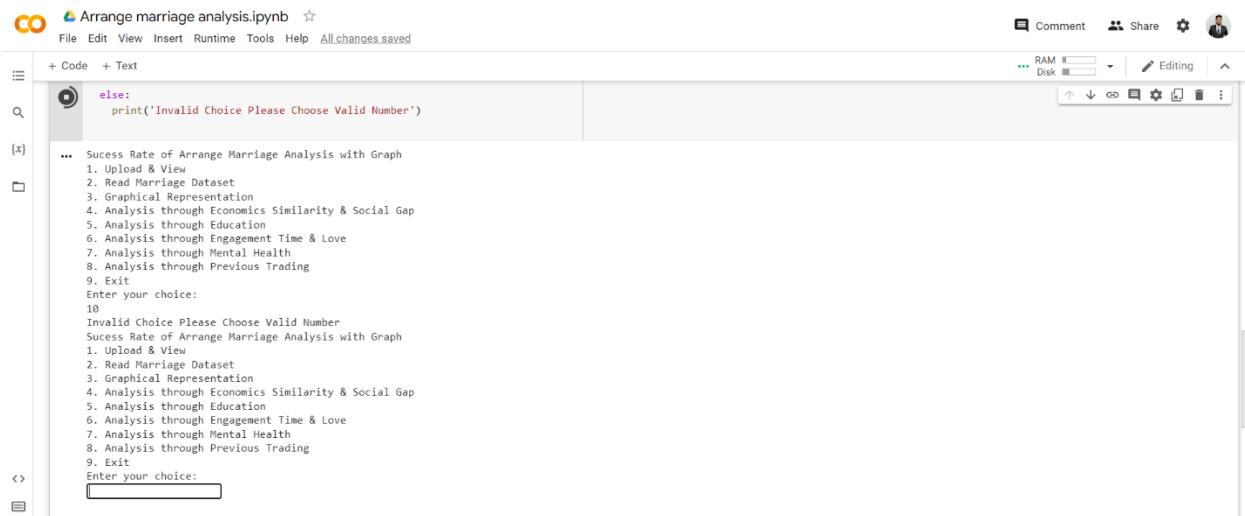 Arrange marriage analysis.ipynb
File Edit View Insert Runtime Tools Help All changes saved
Comment Share
+ Code + Text
RAM
Disk
Editing
else:
print('Invalid Choice Please Choose Valid Number')
{x}
Sucess Rate of Arrange Marriage Analysis with Graph
1. Upload & View
2. Read Marriage Dataset
3. Graphical Representation
4. Analysis through Economics Similarity & Social Gap
5. Analysis through Education
6. Analysis through Engagement Time & Love
7. Analysis through Mental Health
8. Analysis through Previous Trading
9. Exit
Enter your choice:
10
Invalid Choice Please Choose Valid Number
Sucess Rate of Arrange Marriage Analysis with Graph
1. Upload & View
2. Read Marriage Dataset
3. Graphical Representation
4. Analysis through Economics Similarity & Social Gap
5. Analysis through Education
6. Analysis through Engagement Time & Love
7. Analysis through Mental Health
8. Analysis through Previous Trading
9. Exit
Enter your choice: